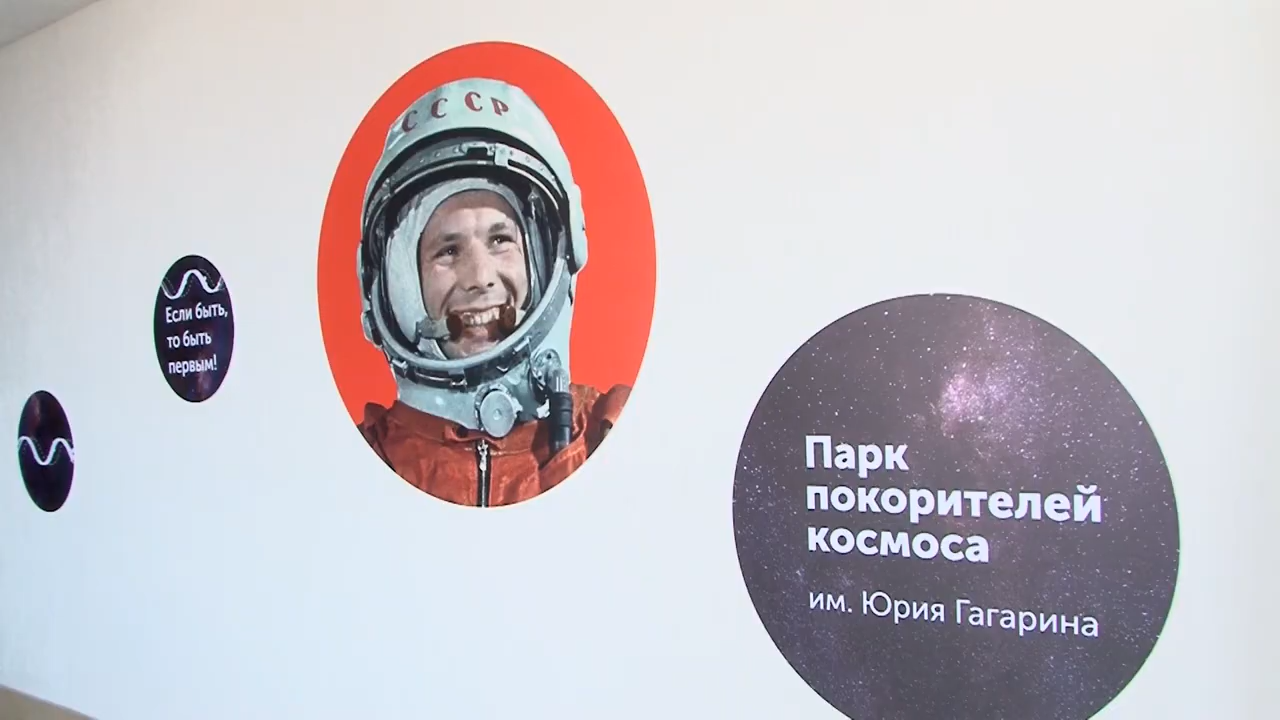 СССР
Если быть,
то быть
первым!
Парк
покорителей
космоса
им. Юрия Гагарина